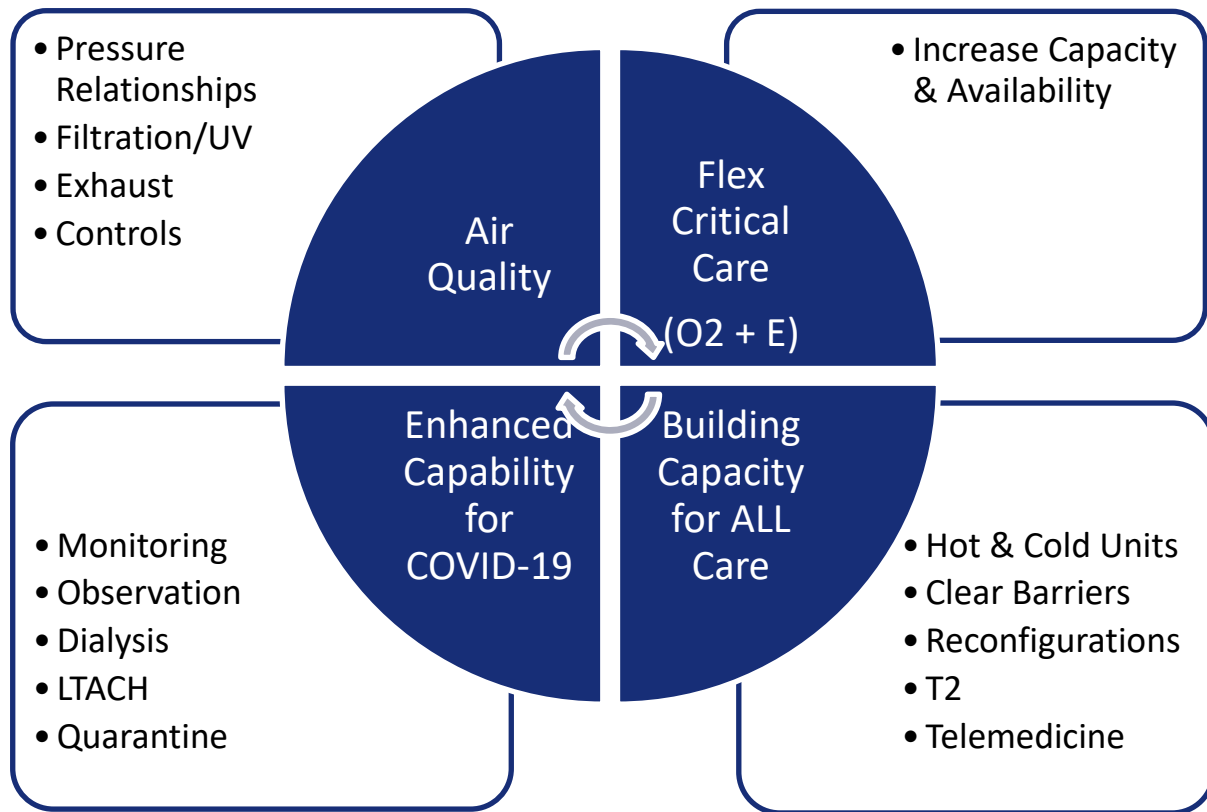 • Pressure
Relationships
• Filtration/UV
• Exhaust
• Controls
Air
Quality
Flex
Critical
Care
(O2 + E)
• Increase Capacity
& Availability
• Monitoring
• Observation
• Dialysis
• LTACH
• Quarantine
Enhanced
Capability
for
COVID-19
Building
Capacity
for ALL
Care
• Hot & Cold Units
• Clear Barriers
• Reconfigurations
• T2
• Telemedicine